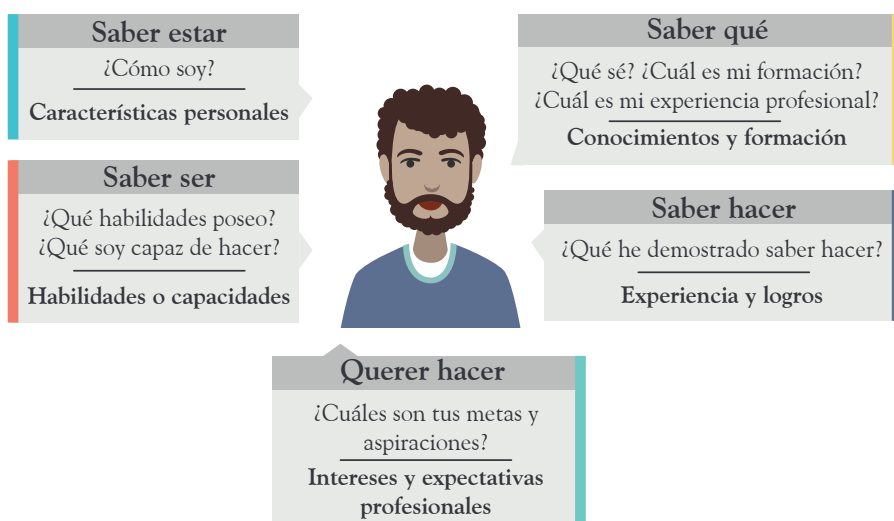 Saber estar
¿Cómo soy?
Características personales
Saber ser
¿Qué habilidades poseo?
¿Qué soy capaz de hacer?
Habilidades o capacidades
Saber qué
¿Qué sé? ¿Cuál es mi formación?
¿Cuál es mi experiencia profesional?
Conocimientos y formación
Saber hacer
¿Qué he demostrado saber hacer?
Experiencia y logros
Querer hacer
¿Cuáles son tus metas y
aspiraciones?
Intereses y expectativas
profesionales